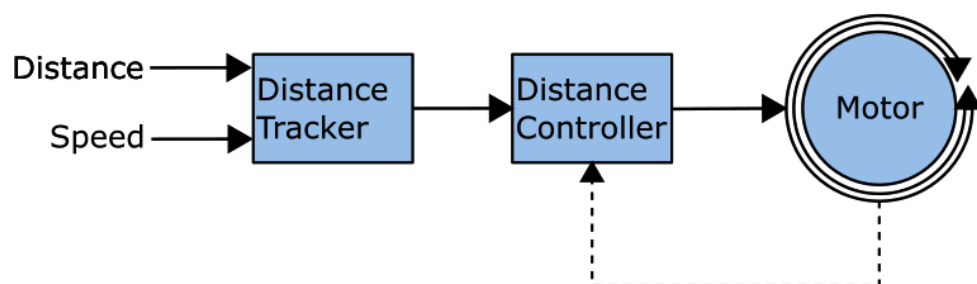 Distance
Speed
Distance
Tracker
Distance
Controller
Motor